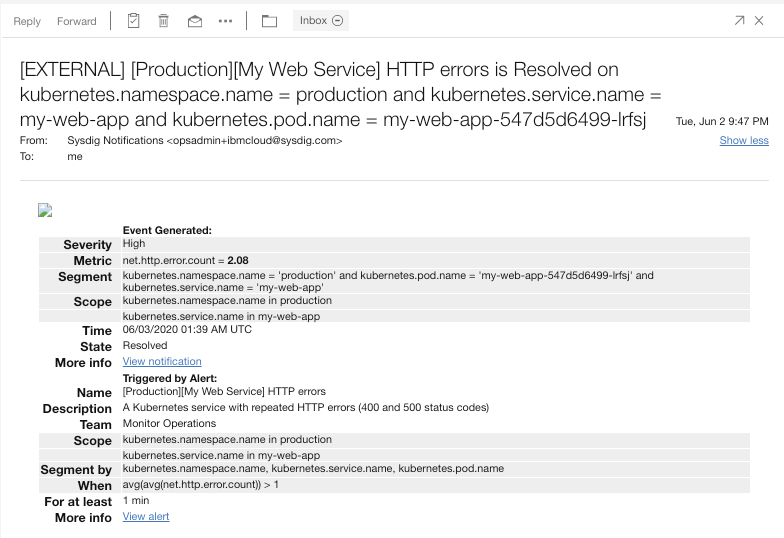 Reply Forward Inbox
[EXTERNAL] [Production][My Web Service] HTTP errors is Resolved on
kubernetes.namespace.name = production and kubernetes.service.name =
my-web-app and kubernetes.pod.name = my-web-app-547d5d6499-lrfsj Tue, Jun 2 9:47 PM
From: Sysdig Notifications <opsadmin+ibmcloud@sysdig.com> Show less
To: me
Event Generated:
Severity High
Metric net.http.error.count = 2.08
Segment kubernetes.namespace.name = 'production' and kubernetes.pod.name = 'my-web-app-547d5d6499-lrfsj' and
kubernetes.service.name = 'my-web-app'
Scope kubernetes.namespace.name in production
kubernetes.service.name in my-web-app
Time 06/03/2020 01:39 AM UTC
State Resolved
More info View notification
Triggered by Alert:
Name [Production][My Web Service] HTTP errors
Description A Kubernetes service with repeated HTTP errors (400 and 500 status codes)
Team Monitor Operations
Scope kubernetes.namespace.name in production
kubernetes.service.name in my-web-app
Segment by kubernetes.namespace.name, kubernetes.service.name, kubernetes.pod.name
When avg(avg(net.http.error.count)) > 1
For at least 1 min
More info View alert